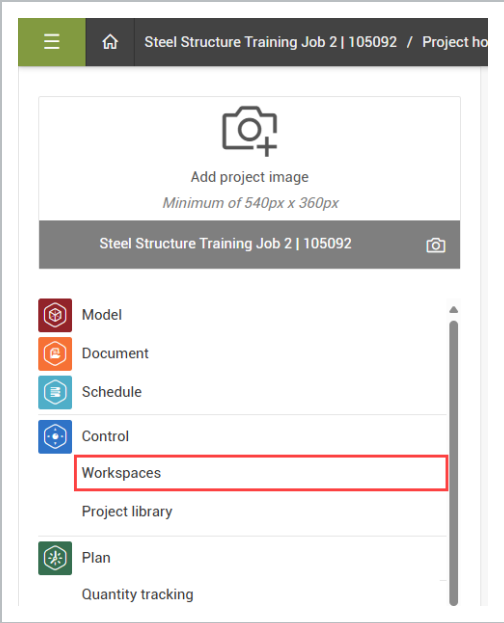 Steel Structure Training Job 2 | 105092 / Project ho
Add project image
Minimum of 540px x 360px
Steel Structure Training Job 2 | 105092
Model
Document
Schedule
Control
Workspaces
Project library
Plan
Quantity tracking